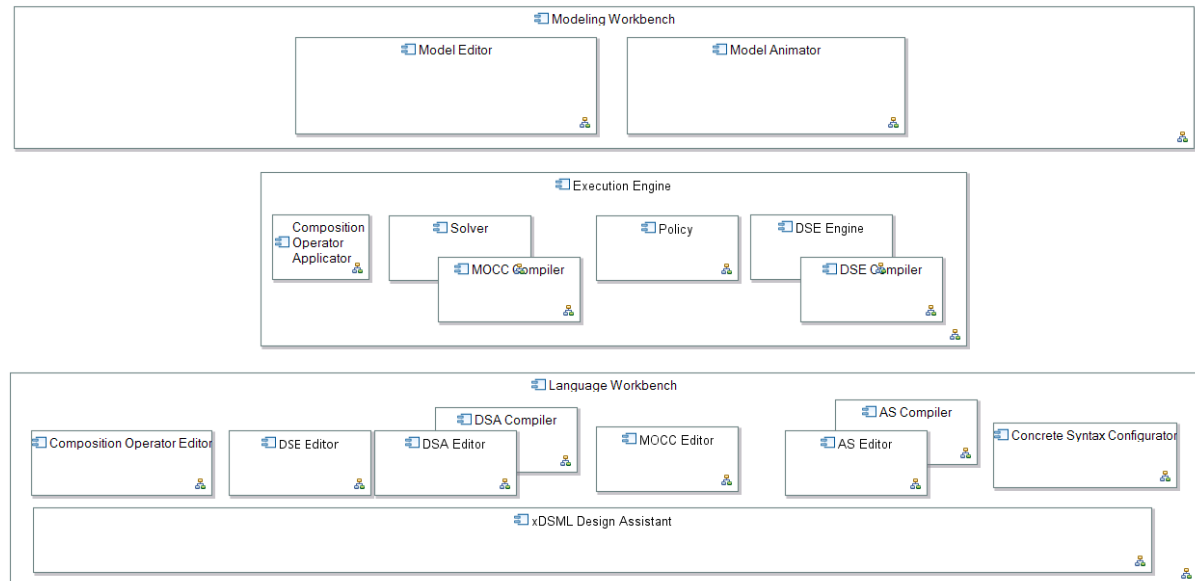 Modeling Workbench
Model Editor
Model Animator
Execution Engine
Composition
Operator
Applicator
Solver
Policy
DSE Engine
MOCC Compiler
DSE Compiler
Language Workbench
DSA Compiler
AS Compiler
Composition Operator Editor
DSE Editor
DSA Editor
MOCC Editor
AS Editor
Concrete Syntax Configurator
xDSML Design Assistant